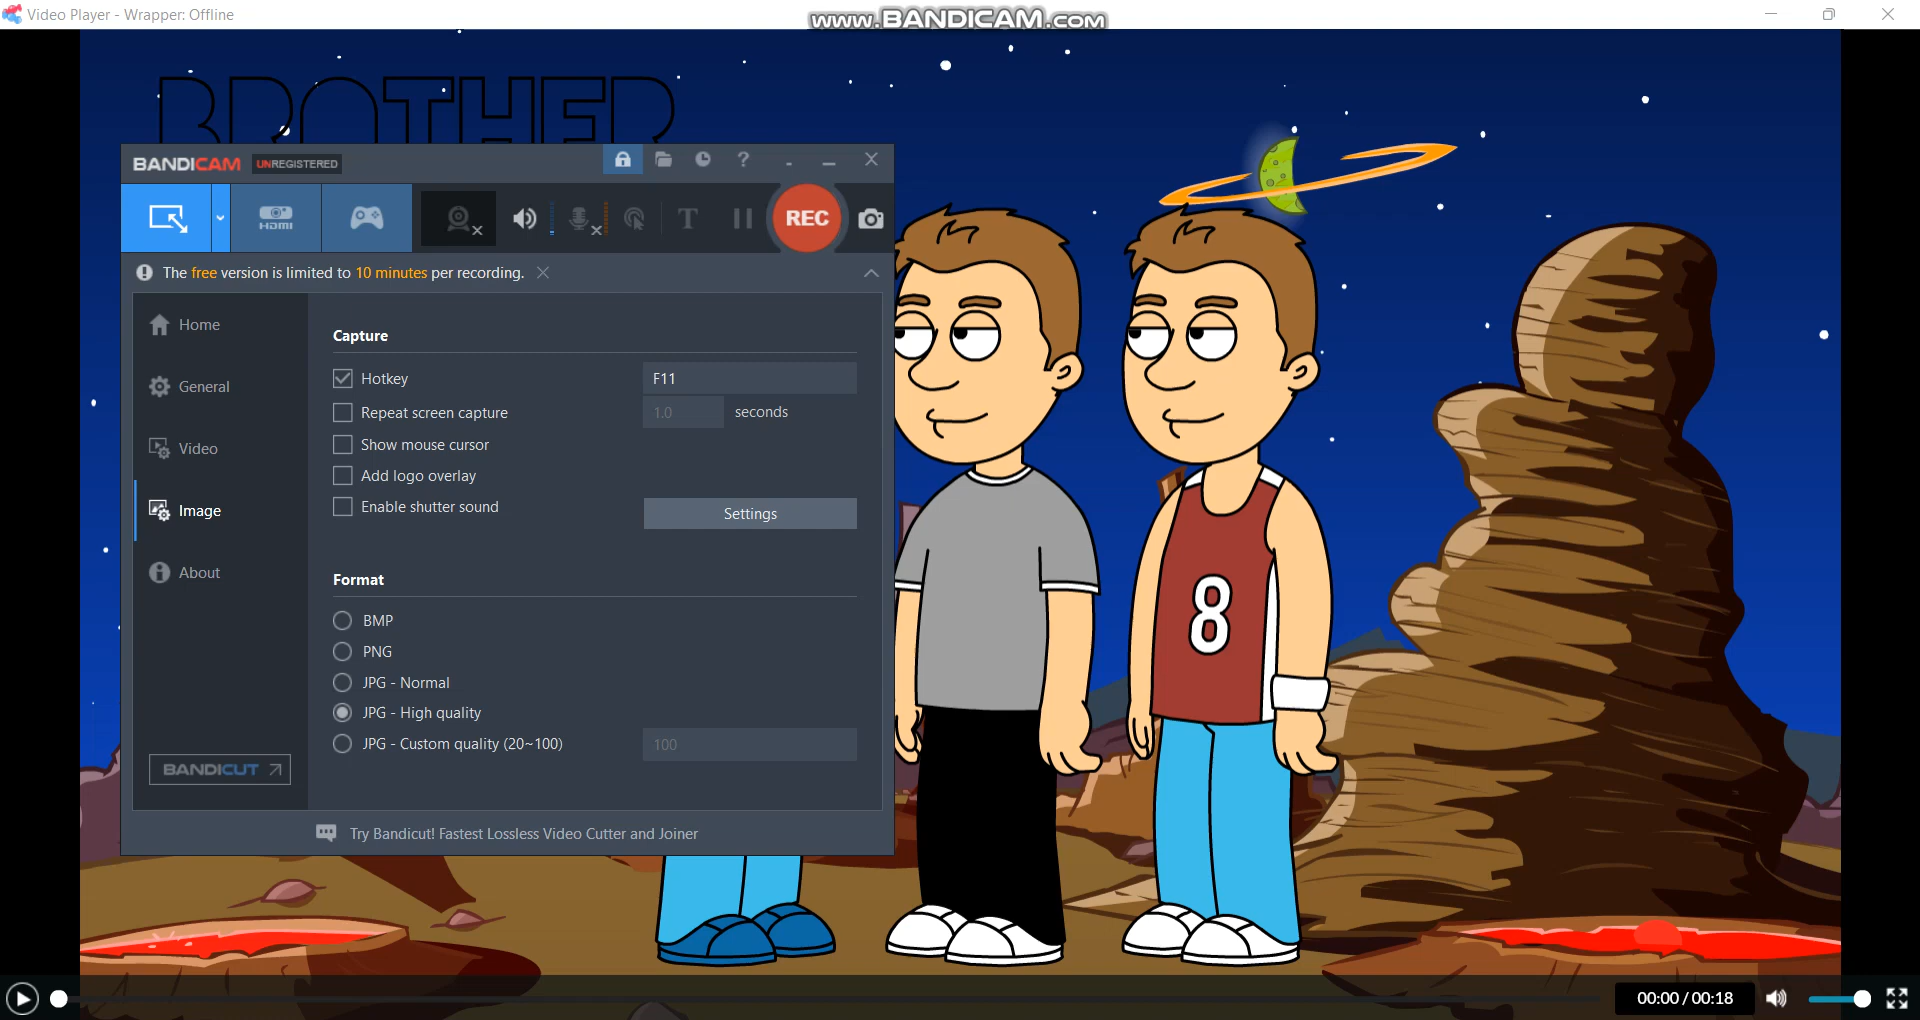 Video Player - Wrapper: Offline
www.BANDICAM.com
BROTHER
BANDICAM UNREGISTERED
?
HDMI
T
REC
The free version is limited to 10 minutes per recording.
Home
General
Video
Image
About
BANDICUT
Capture
Hotkey F11
Repeat screen capture 1.0 seconds
Show mouse cursor
Add logo overlay
Enable shutter sound Settings
Format
BMP
PNG
JPG - Normal
JPG - High quality
JPG - Custom quality (20~100) 100
Try Bandicut! Fastest Lossless Video Cutter and Joiner
8
00:00 / 00:18